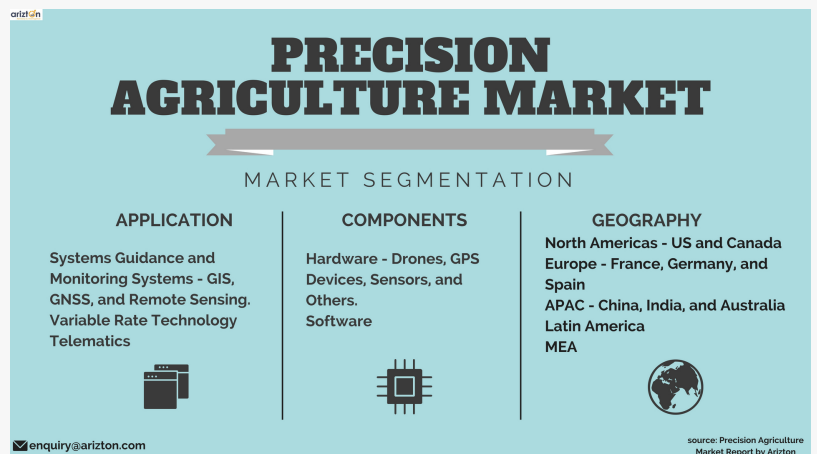 arizton
PRECISION
AGRICULTURE MARKET
MARKET SEGMENTATION
APPLICATION
Systems Guidance and
Monitoring Systems - GIS,
GNSS, and Remote Sensing.
Variable Rate Technology
Telematics
COMPONENTS
Hardware - Drones, GPS
Devices, Sensors, and
Others.
Software
GEOGRAPHY
North Americas - US and Canada
Europe - France, Germany, and
Spain
APAC - China, India, and Australia
Latin America
MEA
enquiry@arizton.com
source: Precision Agriculture
Market Report by Arizton